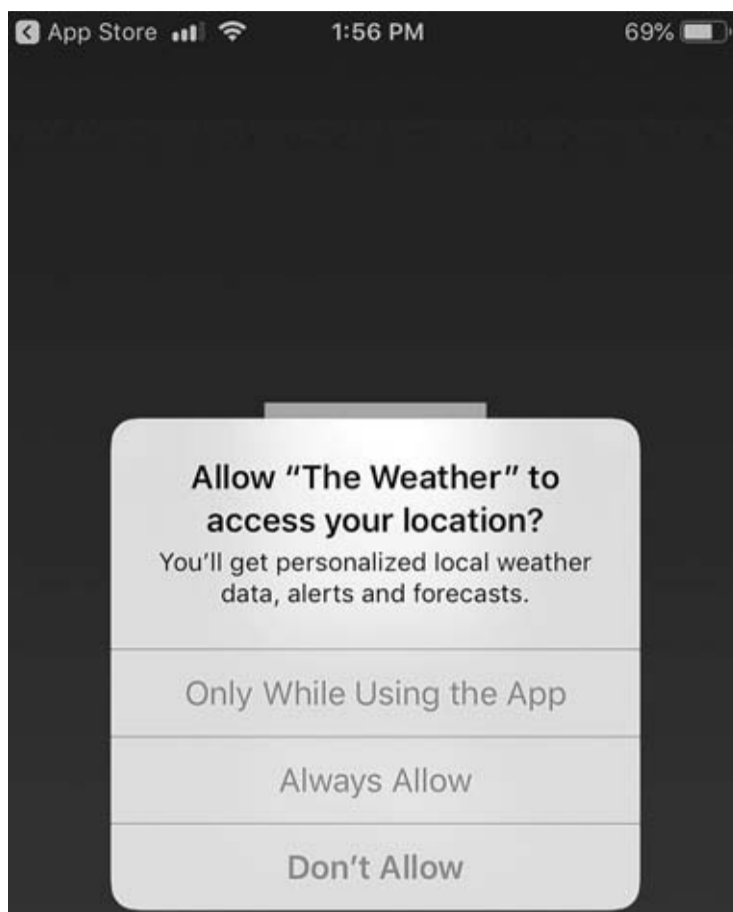 App Store 1:56 PM 69%
Allow “The Weather” to
access your location?
You’ll get personalized local weather
data, alerts and forecasts.
Only While Using the App
Always Allow
Don’t Allow